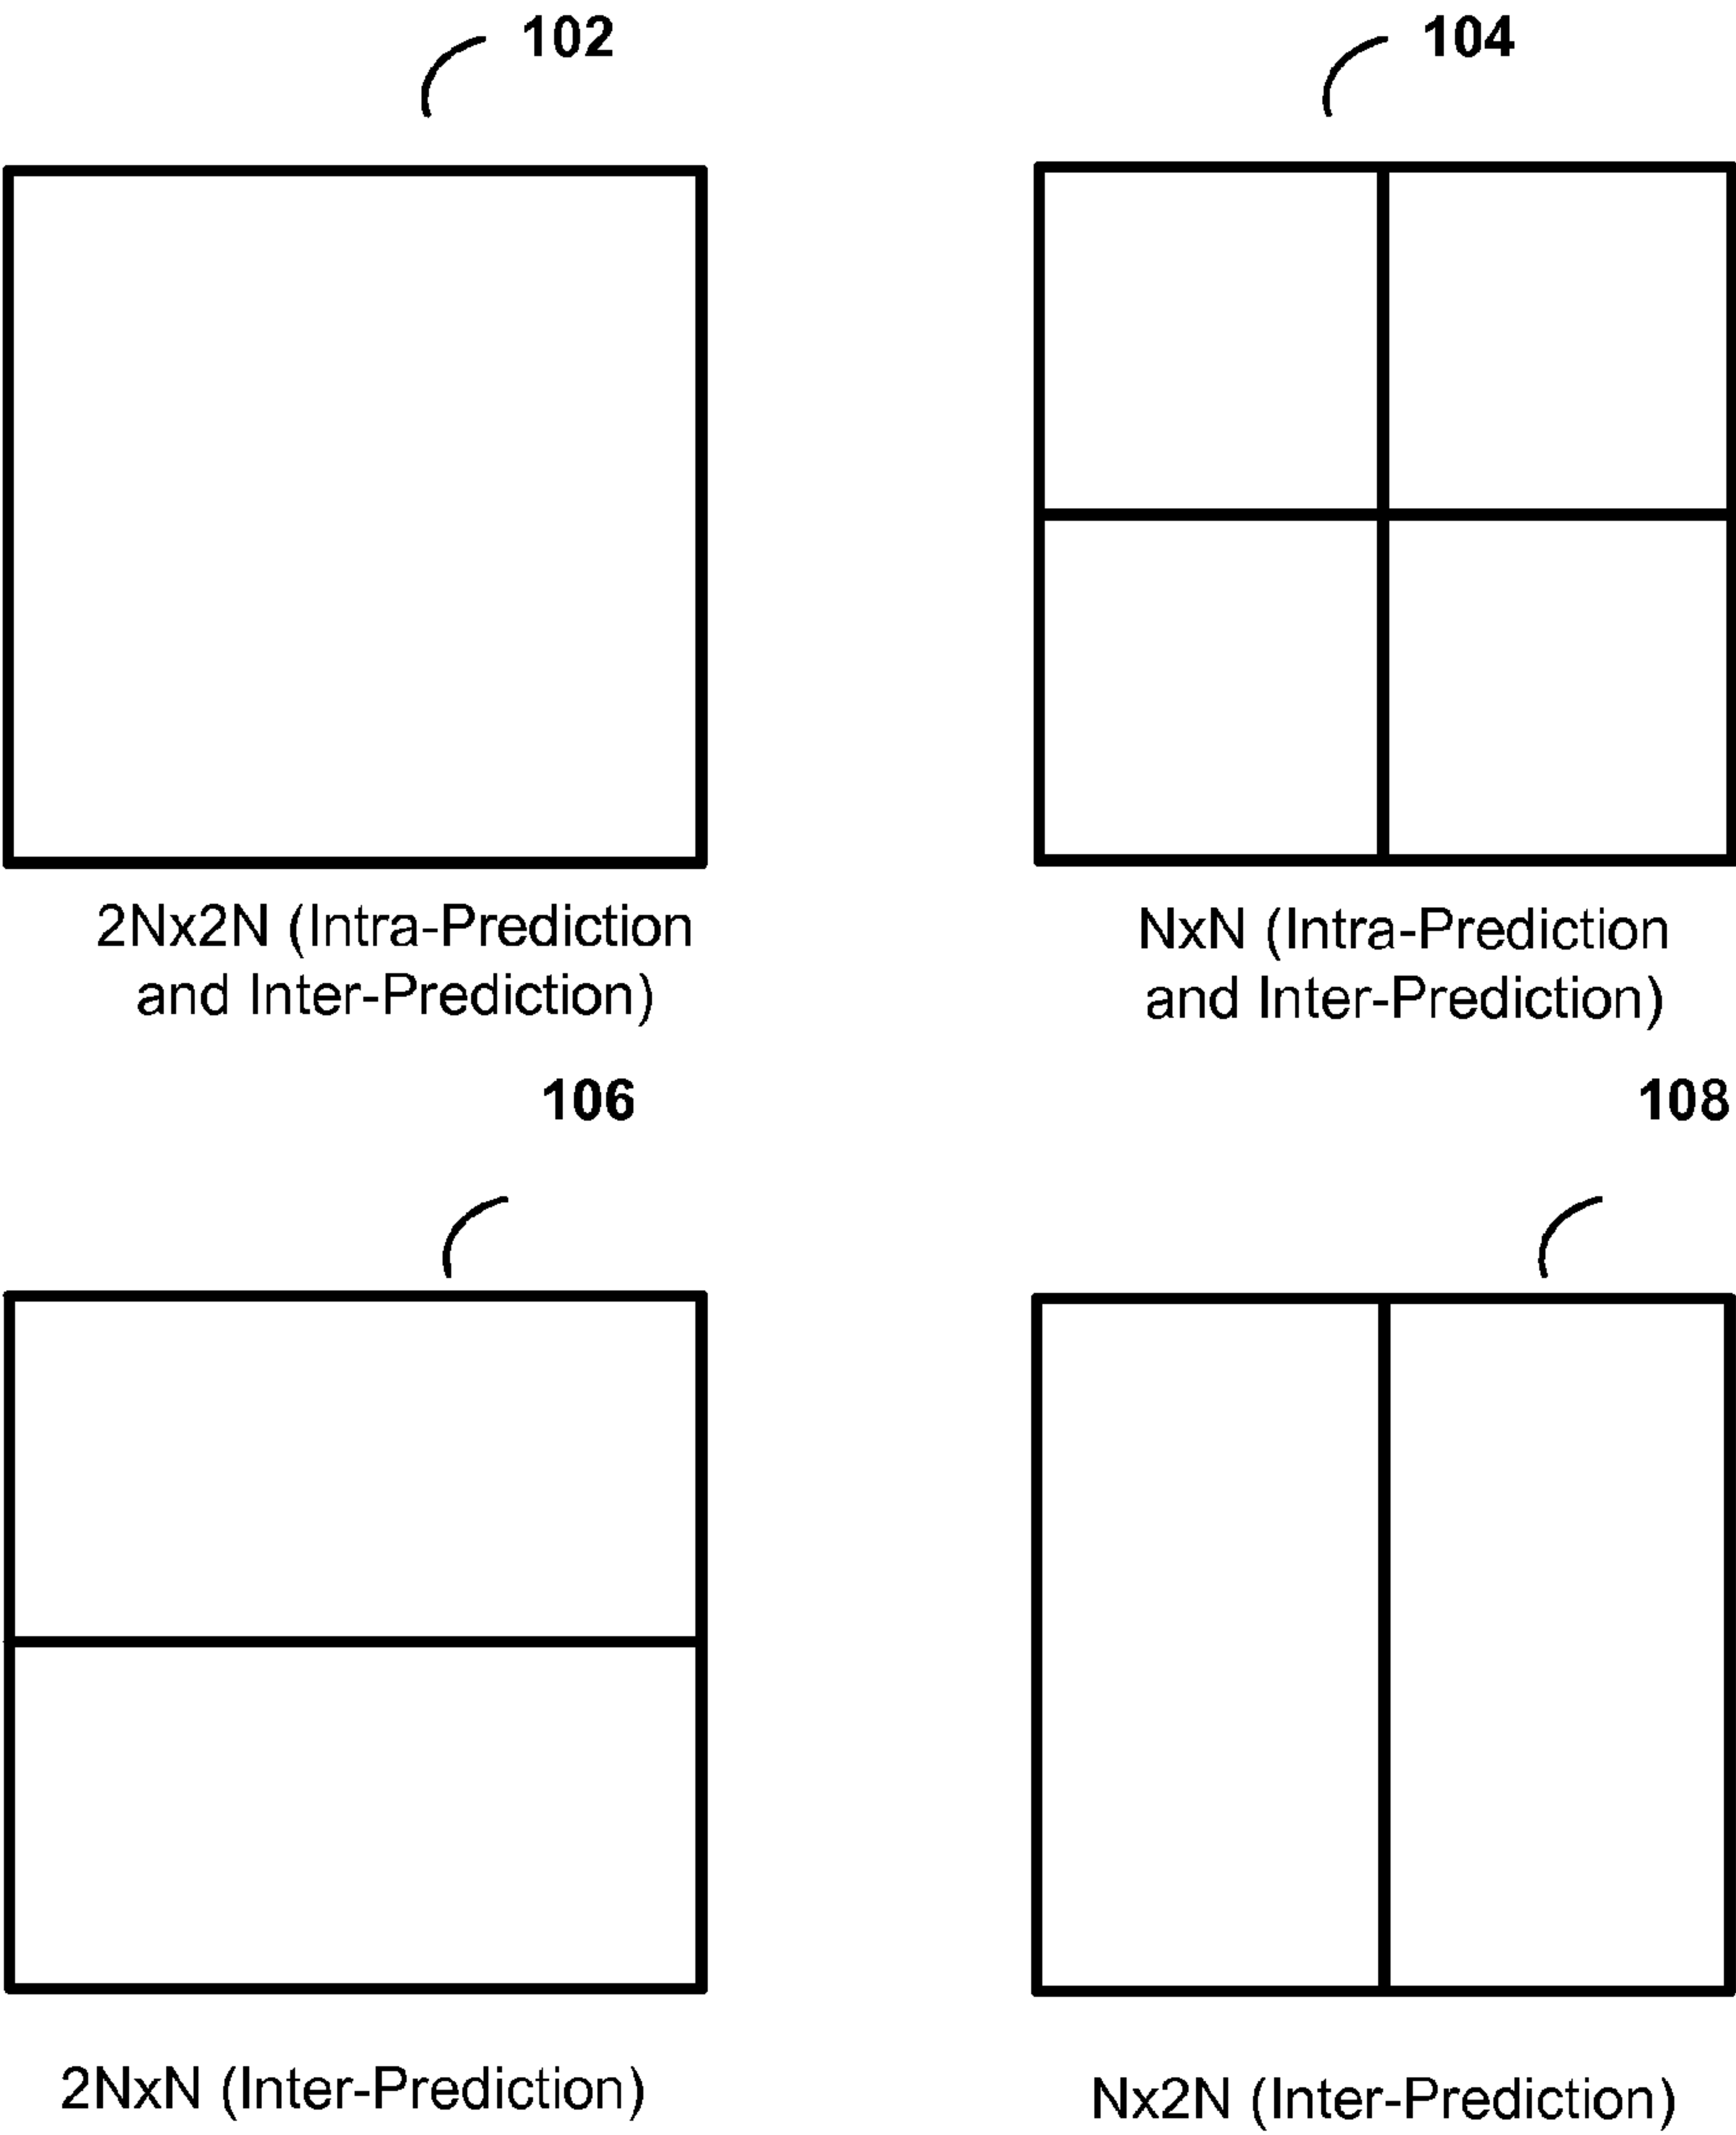 102
104
2Nx2N (Intra-Prediction
and Inter-Prediction)
NxN (Intra-Prediction
and Inter-Prediction)
106
108
2NxN (Inter-Prediction)
Nx2N (Inter-Prediction)